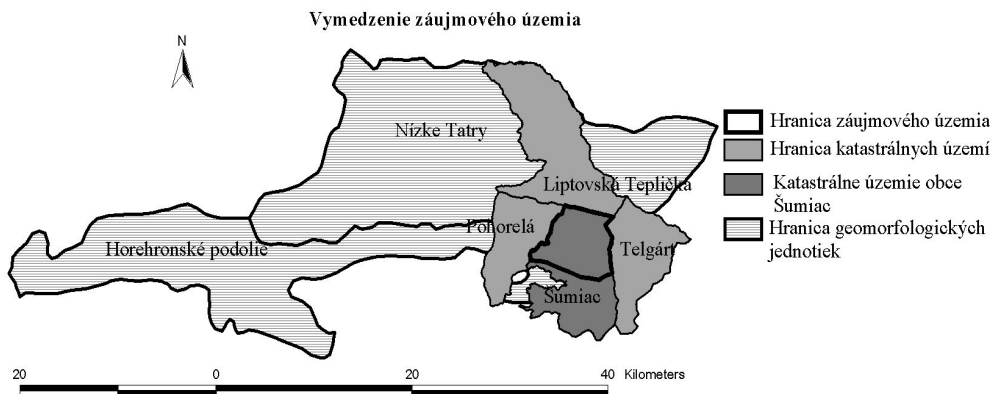 Vymedzenie záujmového územia
N
Nízke Tatry
Liptovská Teplička
Pohorelá
Horehronské podolie
Telgárt
Šumiac
Hranica záujmového územia
Hranica katastrálnych území
Katastrálne územie obce
Šumiac
Hranica geomorfologických
jednotiek
20 0 20 40 Kilometers